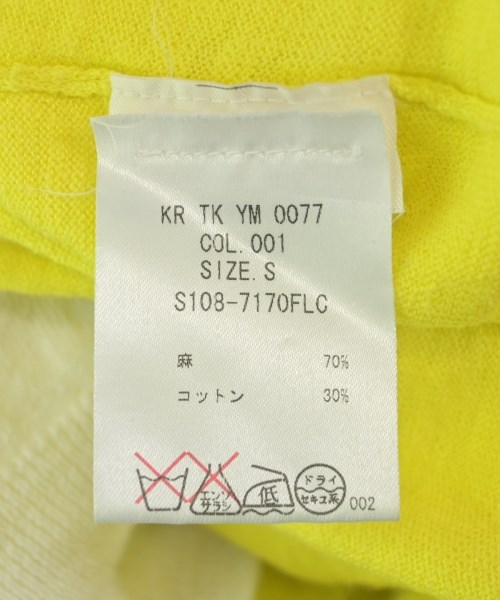 KR TK YM 0077
COL.001
SIZE.S
S108-7170FLC
麻 70%
コットン 30%
エンソ
サラシ
低
ドライ
セキユ系
002